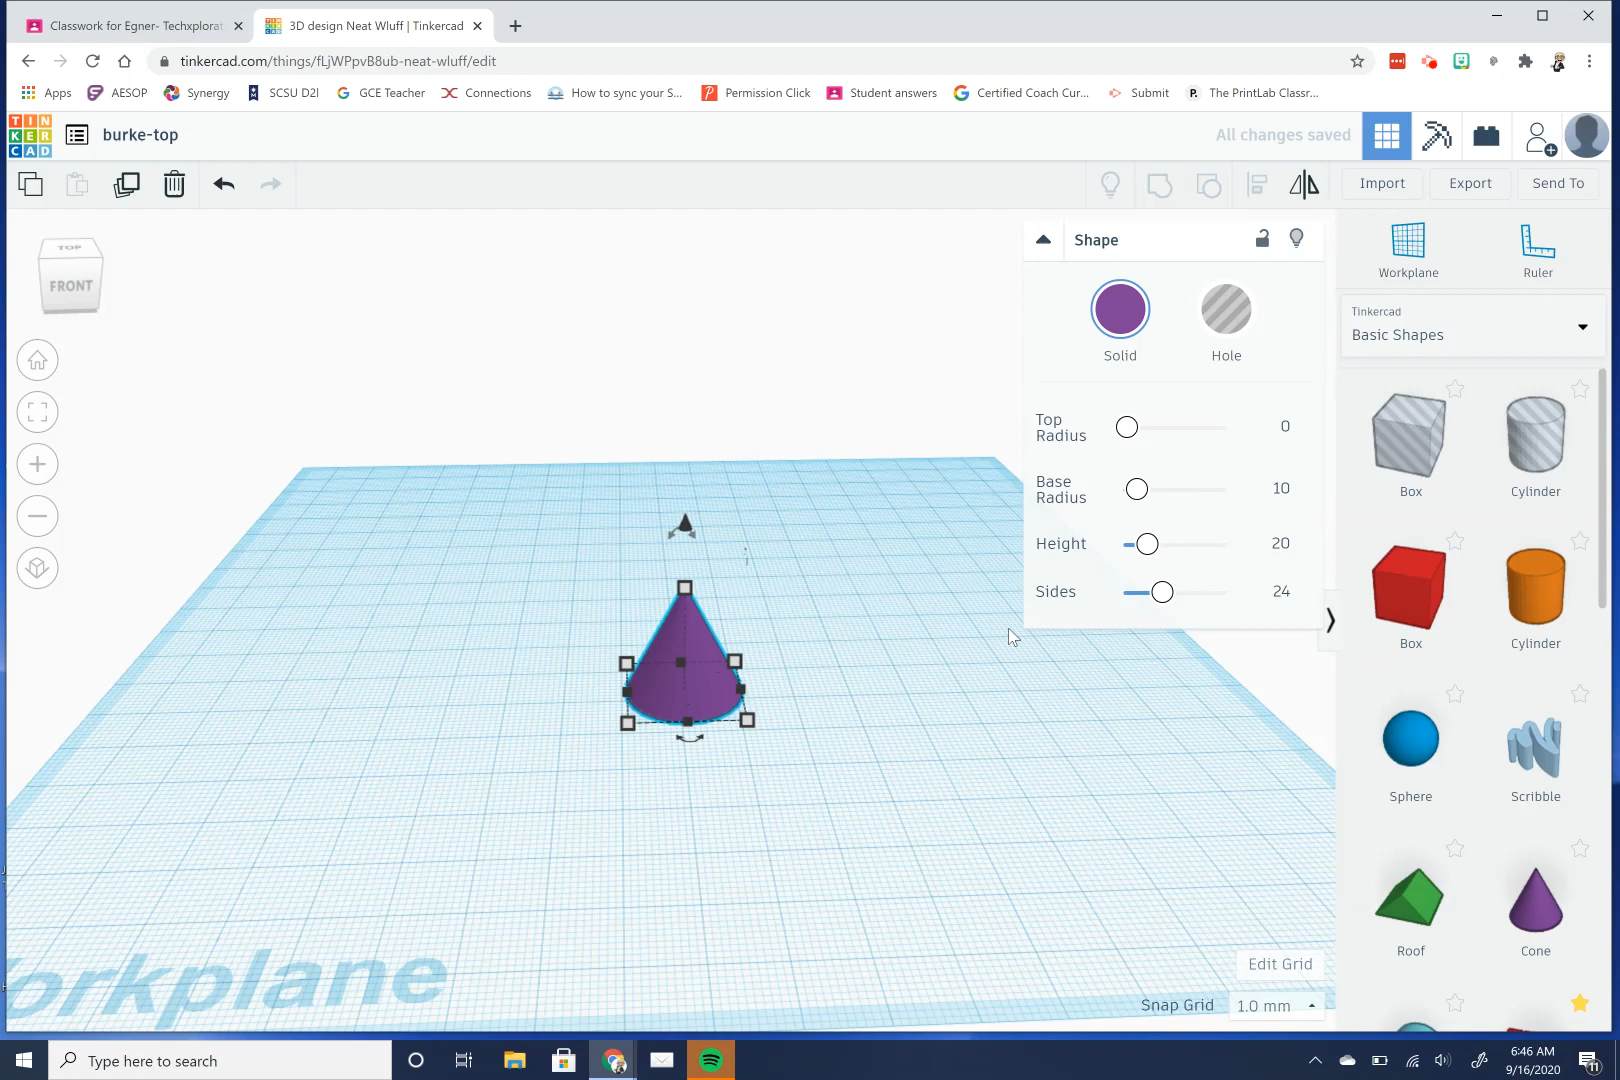 Classwork for Egner- Techxplorat
3D design Neat Wluff | Tinkercad
tinkercad.com/things/fLjWPpvB8ub-neat-wluff/edit
Apps
AESOP
Synergy
SCSU D2l
GCE Teacher
Connections
How to sync your S...
Permission Click
Student answers
Certified Coach Cur...
Submit
The PrintLab Classr...
TIN
KER
CAD
burke-top
All changes saved
Import
Export
Send To
TOP
FRONT
Shape
Solid
Hole
Top
Radius
0
Base
Radius
10
Height
20
Sides
24
Workplane
Ruler
Tinkercad
Basic Shapes
Box
Cylinder
Box
Cylinder
Sphere
Scribble
Roof
Cone
orkplane
Edit Grid
Snap Grid
1.0 mm
Type here to search
6:46 AM
9/16/2020
11